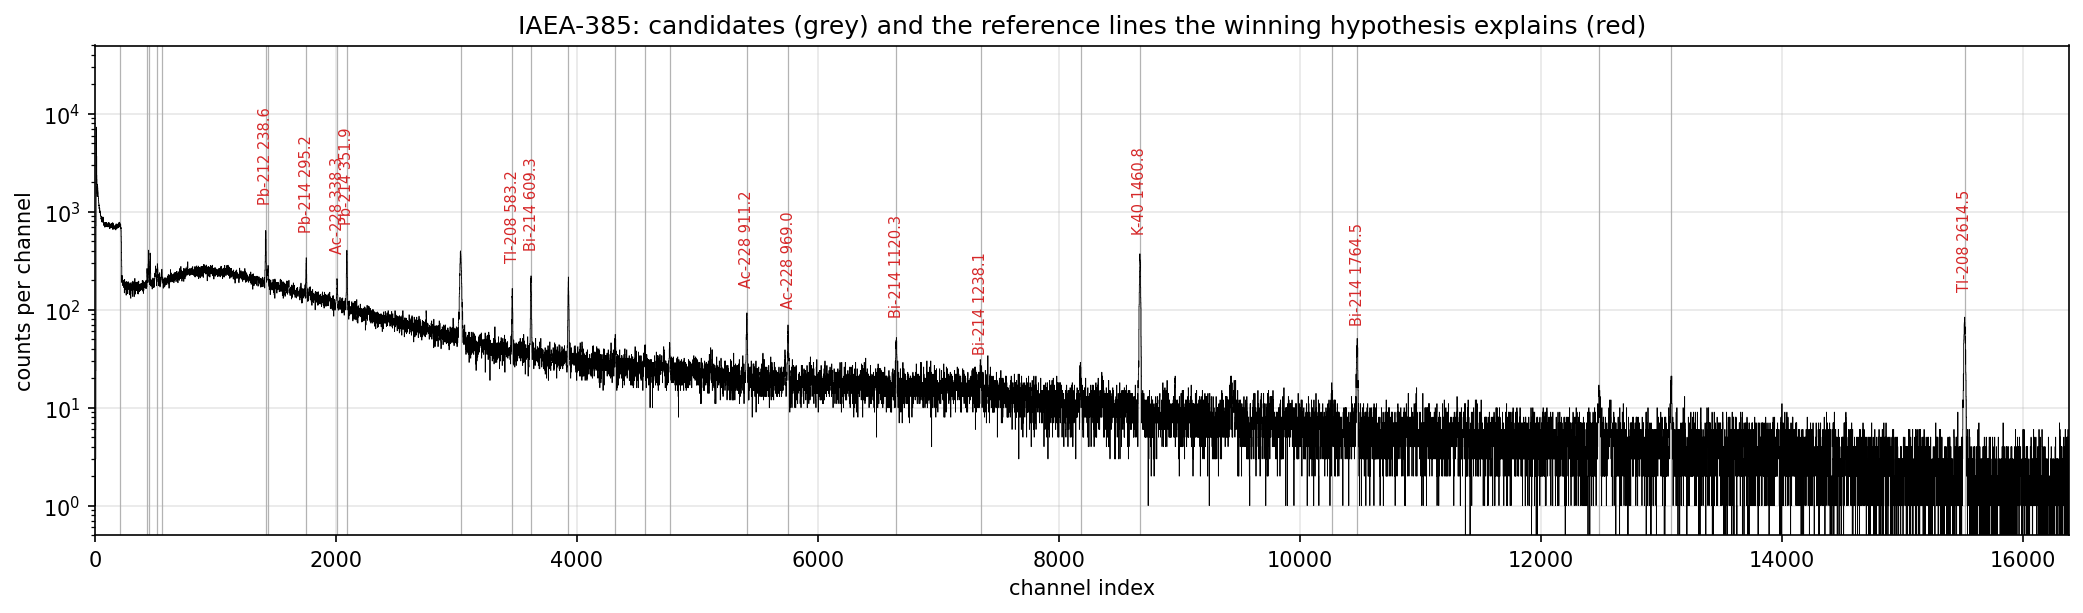 IAEA-385: candidates (grey) and the reference lines the winning hypothesis explains (red)
counts per channel
10^4
10^3
10^2
10^1
10^0
Pb-212 238.6
Pb-214 295.2
Ac-228 338.3
Pb-214 351.9
Tl-208 583.2
Bi-214 609.3
Ac-228 911.2
Ac-228 969.0
Bi-214 1120.3
Bi-214 1238.1
K-40 1460.8
Bi-214 1764.5
Tl-208 2614.5
0 2000 4000 6000 8000 10000 12000 14000 16000
channel index